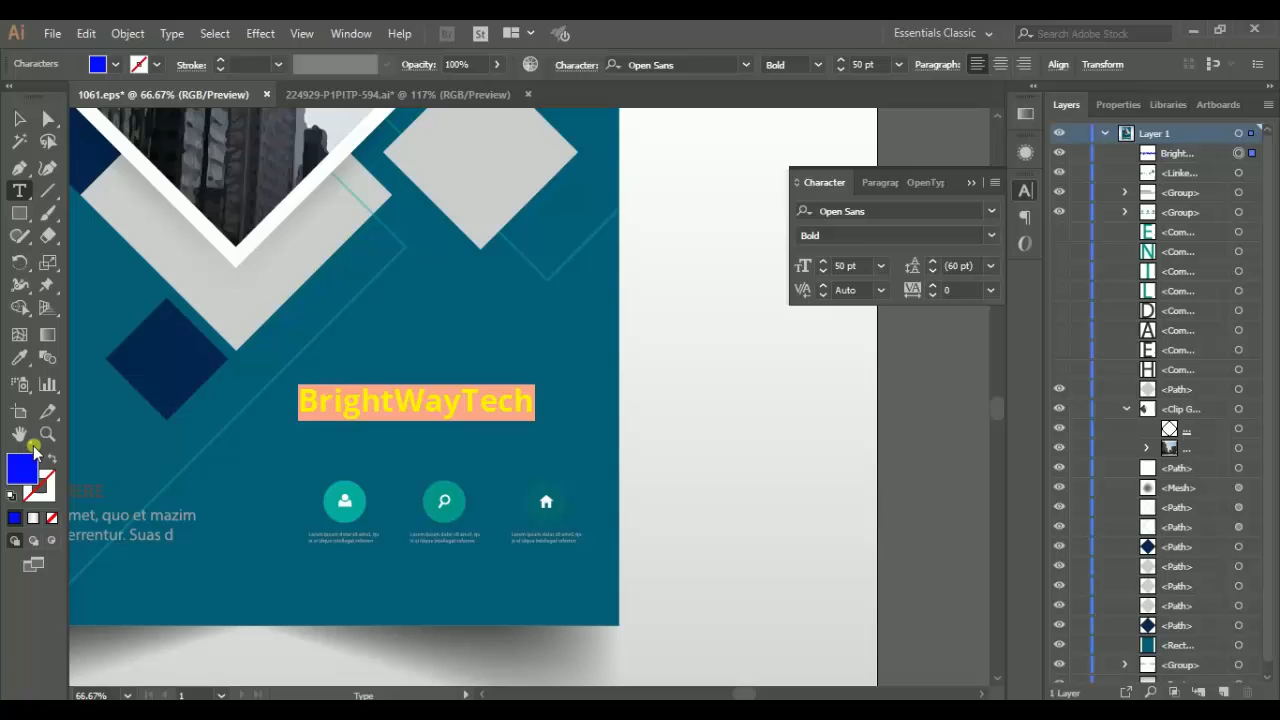 Ai File Edit Object Type Select Effect View Window Help Br St Essentials Classic Search Adobe Stock
Characters Stroke: Opacity: 100% Character: Open Sans Bold 50 pt Paragraph: Align Transform
1061.eps* @ 66.67% (RGB/Preview) × 224929-P1PITP-594.ai* @ 117% (RGB/Preview) ×
Layers Properties Libraries Artboards
Layer 1
Bright...
<Linke...
<Group>
<Group>
E <Com...
N <Com...
I <Com...
L <Com...
D <Com...
A <Com...
E <Com...
H <Com...
<Path>
<Clip G...
...
...
<Path>
<Mesh>
<Path>
<Path>
<Path>
<Path>
<Path>
<Path>
<Path>
<Rect...
<Group>
1 Layer
Character Paragrap OpenTyp
Open Sans
Bold
50 pt (60 pt)
Auto 0
BrightWayTech
HERE
met, quo et mazim
errentur. Suas d
66.67% 1 Type